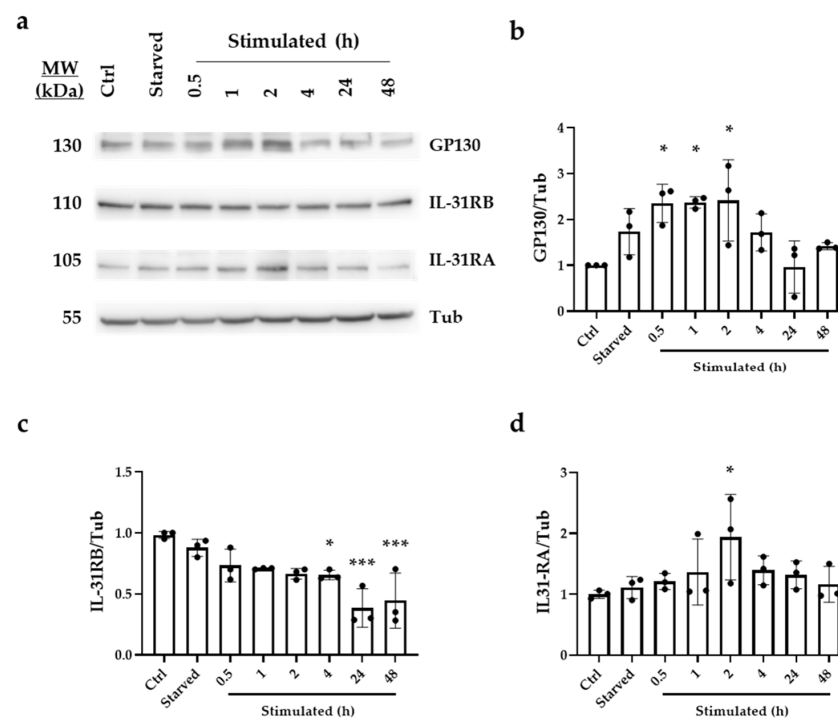 a
Stimulated (h)
MW
(kDa)
Ctrl
Starved
0.5
1
2
4
24
48
130
GP130
110
IL-31RB
105
IL-31RA
55
Tub
b
GP130/Tub
4
3
2
1
0
* * *
Ctrl
Starved
0.5
1
2
4
24
48
Stimulated (h)
c
IL-31RB/Tub
1.5
1.0
0.5
0.0
* *** ***
Ctrl
Starved
0.5
1
2
4
24
48
Stimulated (h)
d
IL31-RA/Tub
3
2
1
0
*
Ctrl
Starved
0.5
1
2
4
24
48
Stimulated (h)